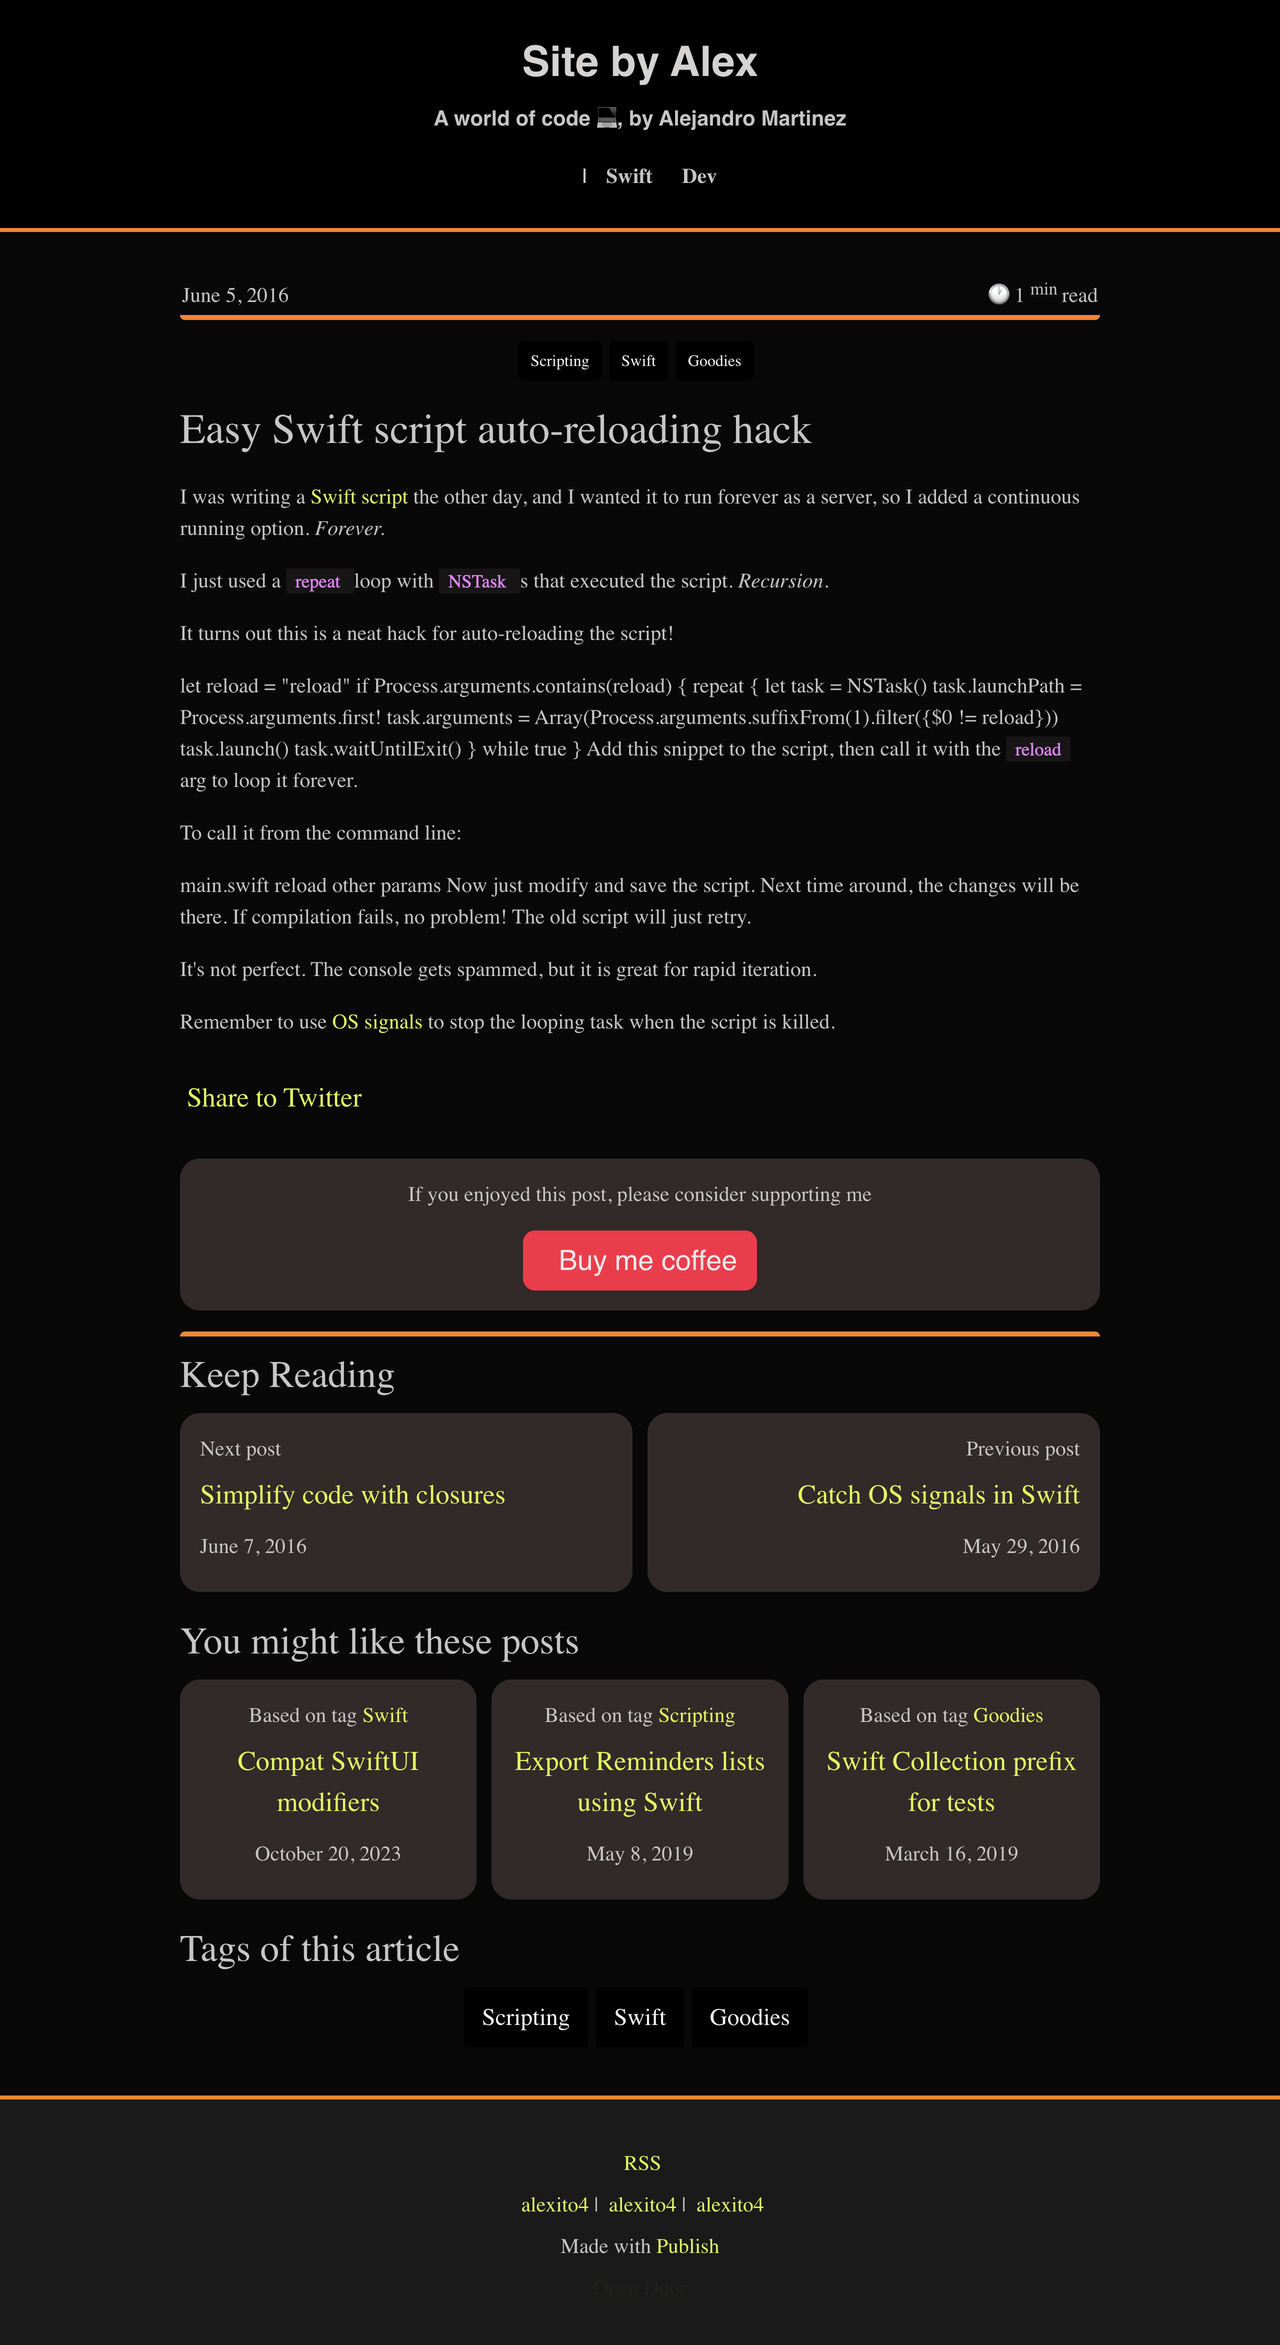 Site by Alex
A world of code 💻, by Alejandro Martinez
| Swift Dev
June 5, 2016
🕐 1 min read
Scripting Swift Goodies
Easy Swift script auto-reloading hack
I was writing a Swift script the other day, and I wanted it to run forever as a server, so I added a continuous
running option. Forever.
I just used a repeat loop with NSTask s that executed the script. Recursion.
It turns out this is a neat hack for auto-reloading the script!
let reload = "reload" if Process.arguments.contains(reload) { repeat { let task = NSTask() task.launchPath =
Process.arguments.first! task.arguments = Array(Process.arguments.suffixFrom(1).filter({$0 != reload}))
task.launch() task.waitUntilExit() } while true } Add this snippet to the script, then call it with the reload
arg to loop it forever.
To call it from the command line:
main.swift reload other params Now just modify and save the script. Next time around, the changes will be
there. If compilation fails, no problem! The old script will just retry.
It's not perfect. The console gets spammed, but it is great for rapid iteration.
Remember to use OS signals to stop the looping task when the script is killed.
Share to Twitter
If you enjoyed this post, please consider supporting me
Buy me coffee
Keep Reading
Next post
Simplify code with closures
June 7, 2016
Previous post
Catch OS signals in Swift
May 29, 2016
You might like these posts
Based on tag Swift
Compat SwiftUI
modifiers
October 20, 2023
Based on tag Scripting
Export Reminders lists
using Swift
May 8, 2019
Based on tag Goodies
Swift Collection prefix
for tests
March 16, 2019
Tags of this article
Scripting Swift Goodies
RSS
alexito4 | alexito4 | alexito4
Made with Publish
Open Door